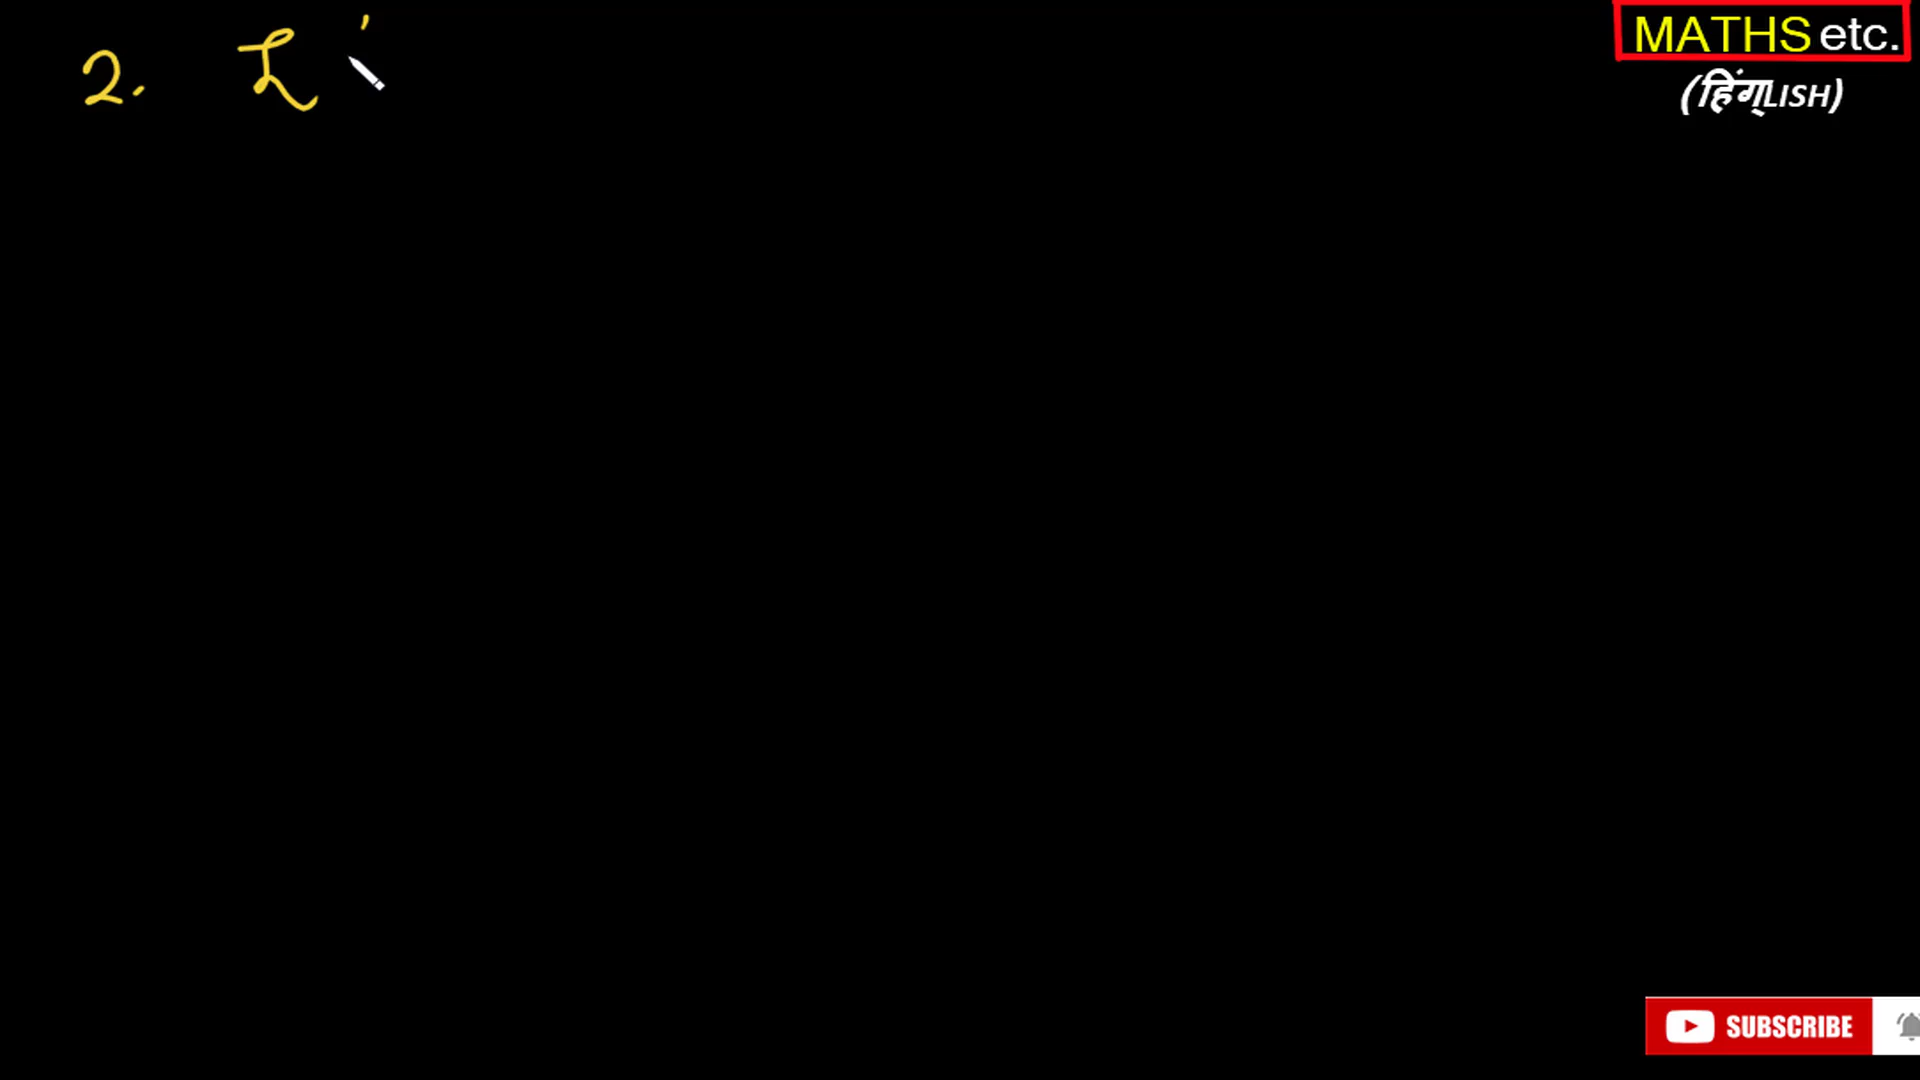 2. L'
MATHS etc.
(हिंग्LISH)
SUBSCRIBE